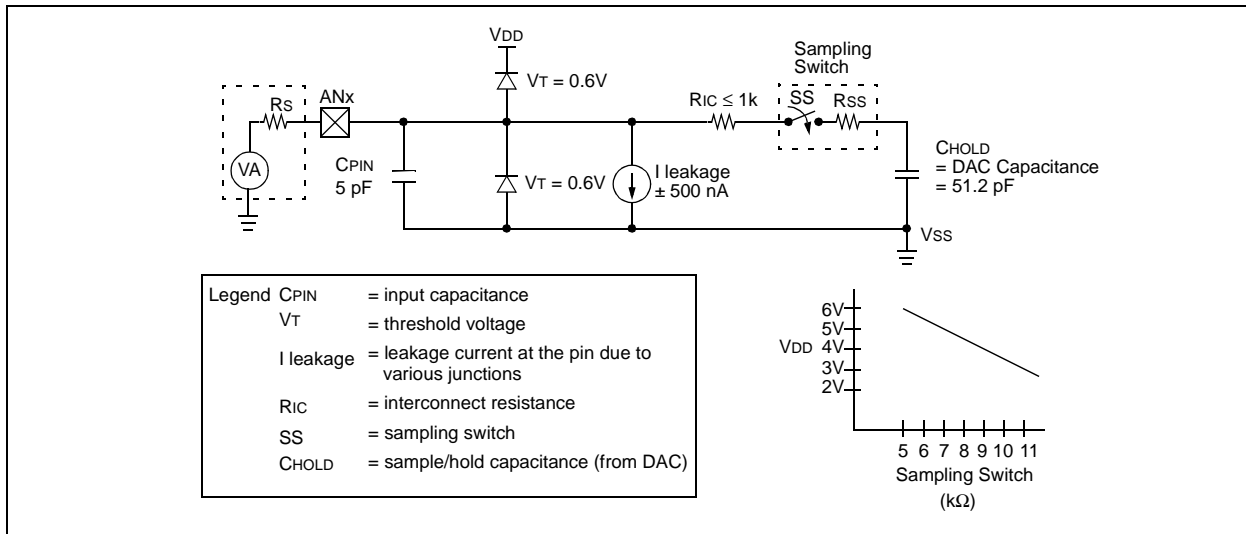 VDD
Sampling
Switch
VT = 0.6V
RS
ANx
RIC ≤ 1k
SS
RSS
VA
CPIN
5 pF
VT = 0.6V
I leakage
± 500 nA
CHOLD
= DAC Capacitance
= 51.2 pF
VSS
Legend CPIN = input capacitance
VT = threshold voltage
I leakage = leakage current at the pin due to
various junctions
RIC = interconnect resistance
SS = sampling switch
CHOLD = sample/hold capacitance (from DAC)
6V
5V
VDD 4V
3V
2V
5 6 7 8 9 10 11
Sampling Switch
(kΩ)